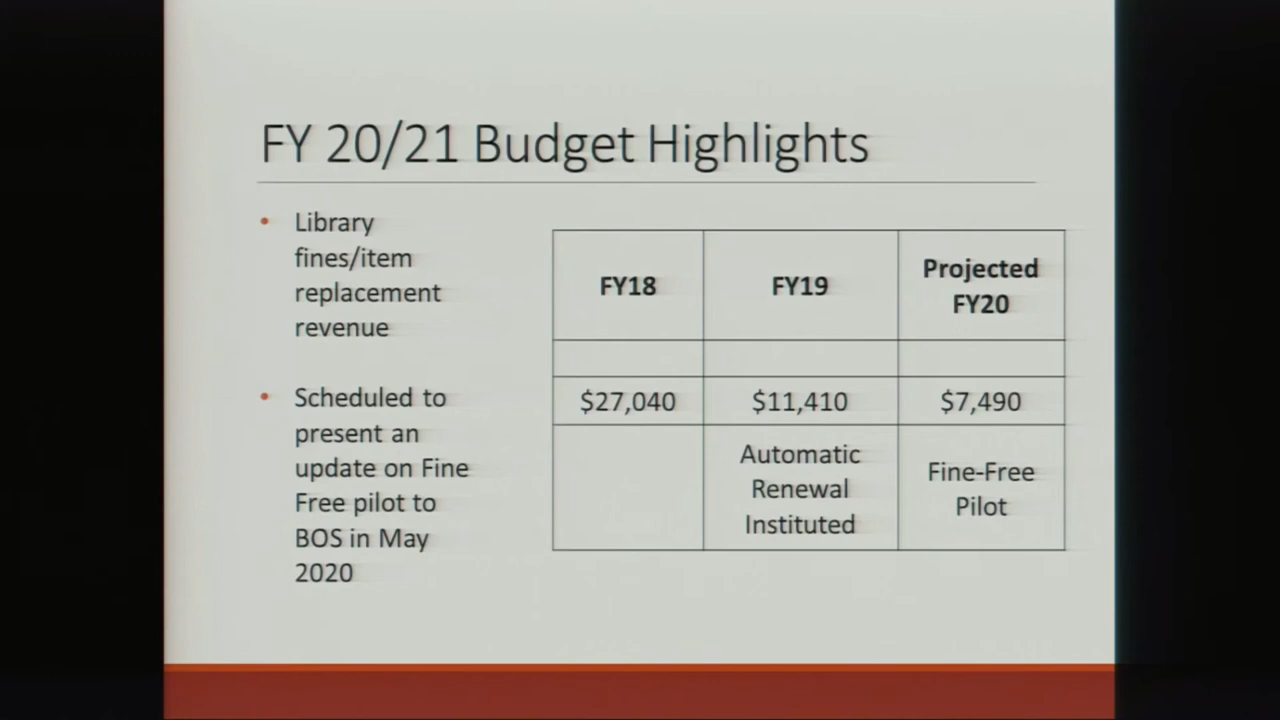 FY 20/21 Budget Highlights
• Library
fines/item
replacement
revenue
• Scheduled to
present an
update on Fine
Free pilot to
BOS in May
2020
FY18
FY19
Projected
FY20
$27,040
$11,410
$7,490
Automatic
Renewal
Instituted
Fine-Free
Pilot